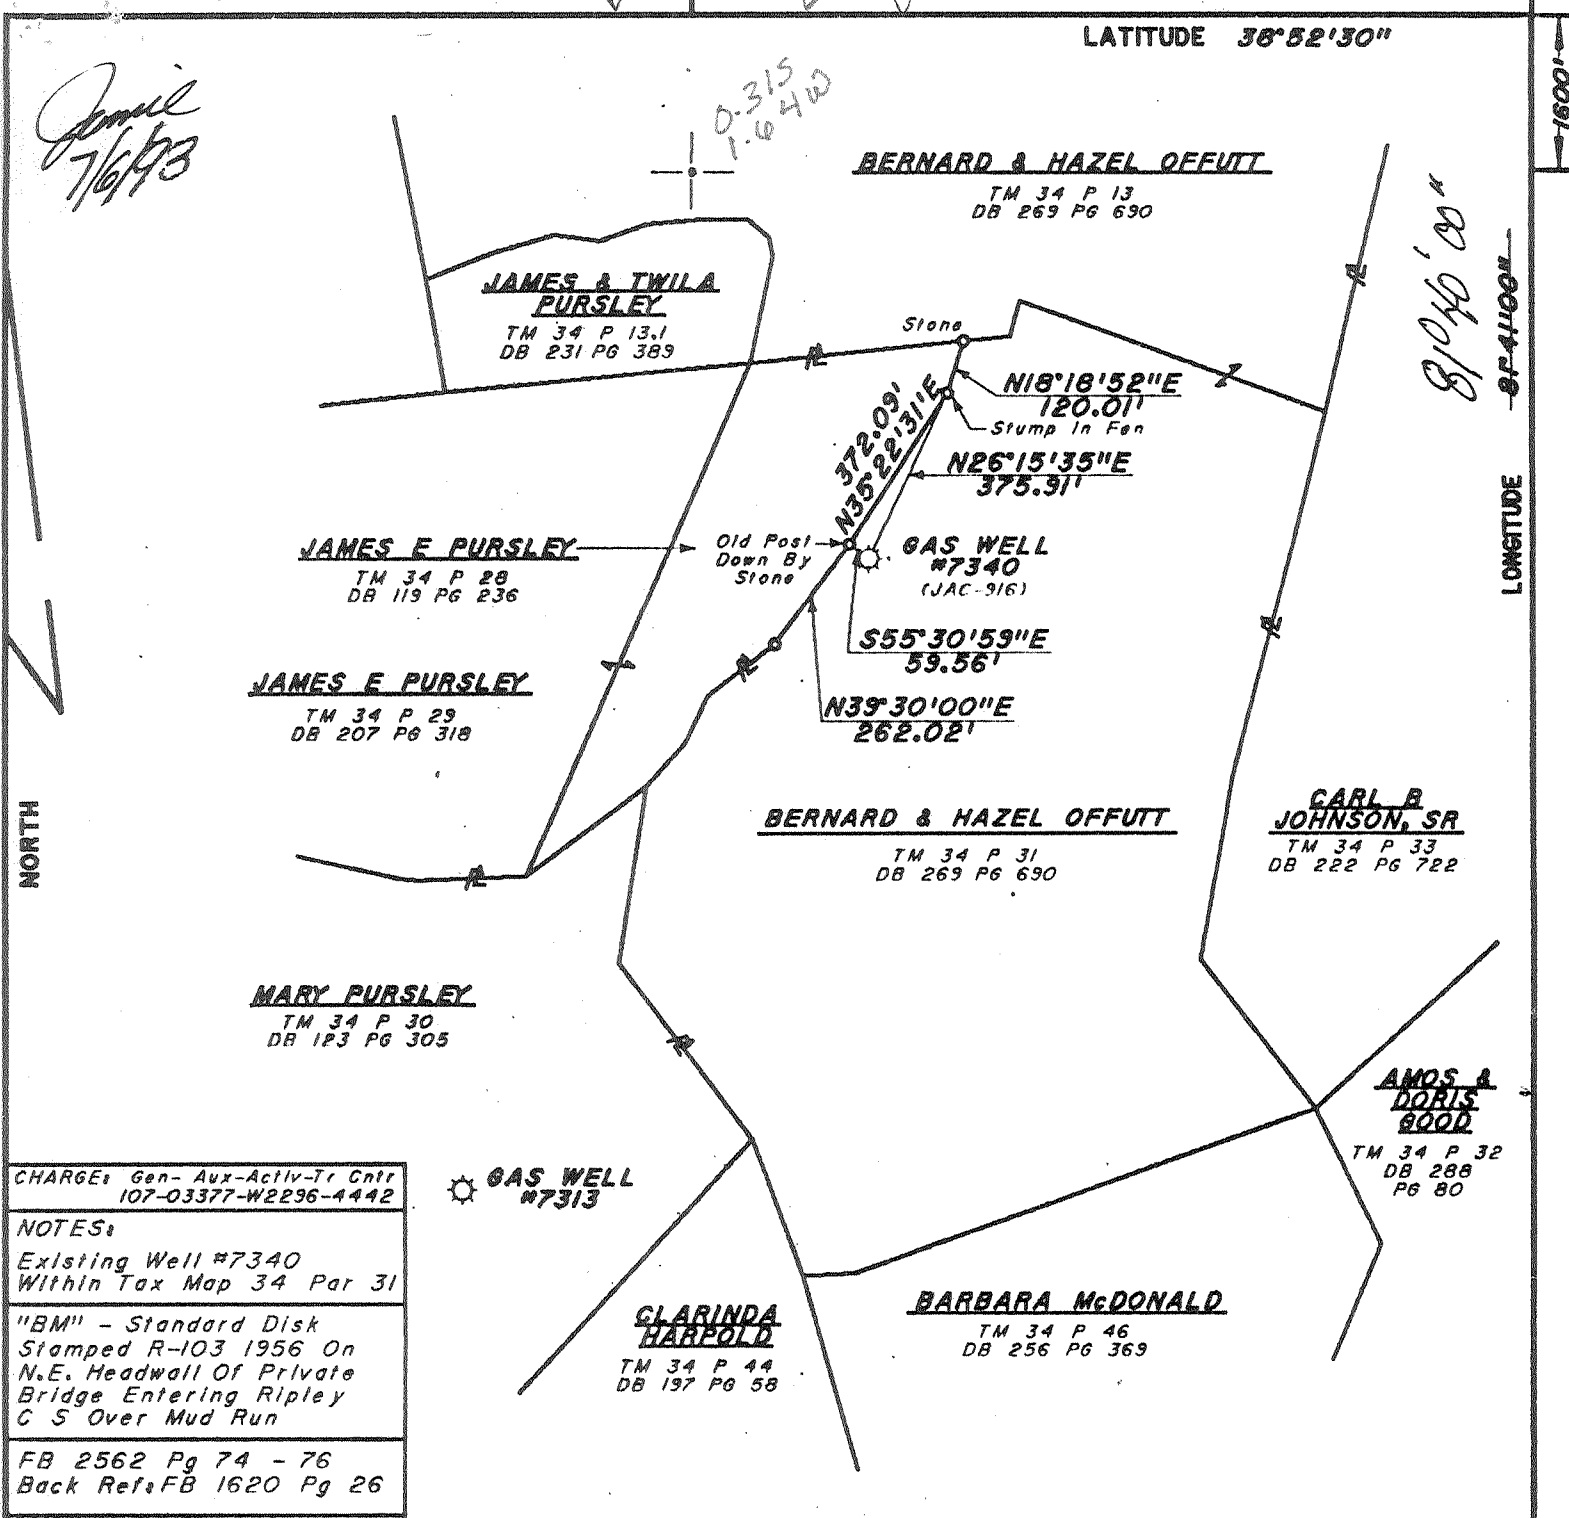 LATITUDE 38°52'30"
1600'
7/6/93
0.31S
1.64W
BERNARD & HAZEL OFFUTT
TM 34 P 13
DB 269 PG 690
81°40'00"
81°41'00"
LONGITUDE
JAMES & TWILA
PURSLEY
TM 34 P 13.1
DB 231 PG 389
Stone
N18°18'52"E
120.01'
Stump In Fen
372.09'
N35°22'31"E
N26°15'35"E
375.91'
JAMES E PURSLEY
TM 34 P 28
DB 119 PG 236
Old Post
Down By
Stone
GAS WELL
#7340
(JAC-916)
S55°30'59"E
59.56'
JAMES E PURSLEY
TM 34 P 29
DB 207 PG 318
N39°30'00"E
262.02'
NORTH
BERNARD & HAZEL OFFUTT
TM 34 P 31
DB 269 PG 690
CARL B
JOHNSON, SR
TM 34 P 33
DB 222 PG 722
MARY PURSLEY
TM 34 P 30
DB 123 PG 305
AMOS &
DORIS
GOOD
TM 34 P 32
DB 288
PG 80
GAS WELL
#7313
CHARGE: Gen- Aux-Activ-Tr Cntr
107-03377-W2296-4442
NOTES:
Existing Well #7340
Within Tax Map 34 Par 31
"BM" - Standard Disk
Stamped R-103 1956 On
N.E. Headwall Of Private
Bridge Entering Ripley
C S Over Mud Run
FB 2562 Pg 74 - 76
Back Ref: FB 1620 Pg 26
CLARINDA
HARPOLD
TM 34 P 44
DB 197 PG 58
BARBARA McDONALD
TM 34 P 46
DB 256 PG 369